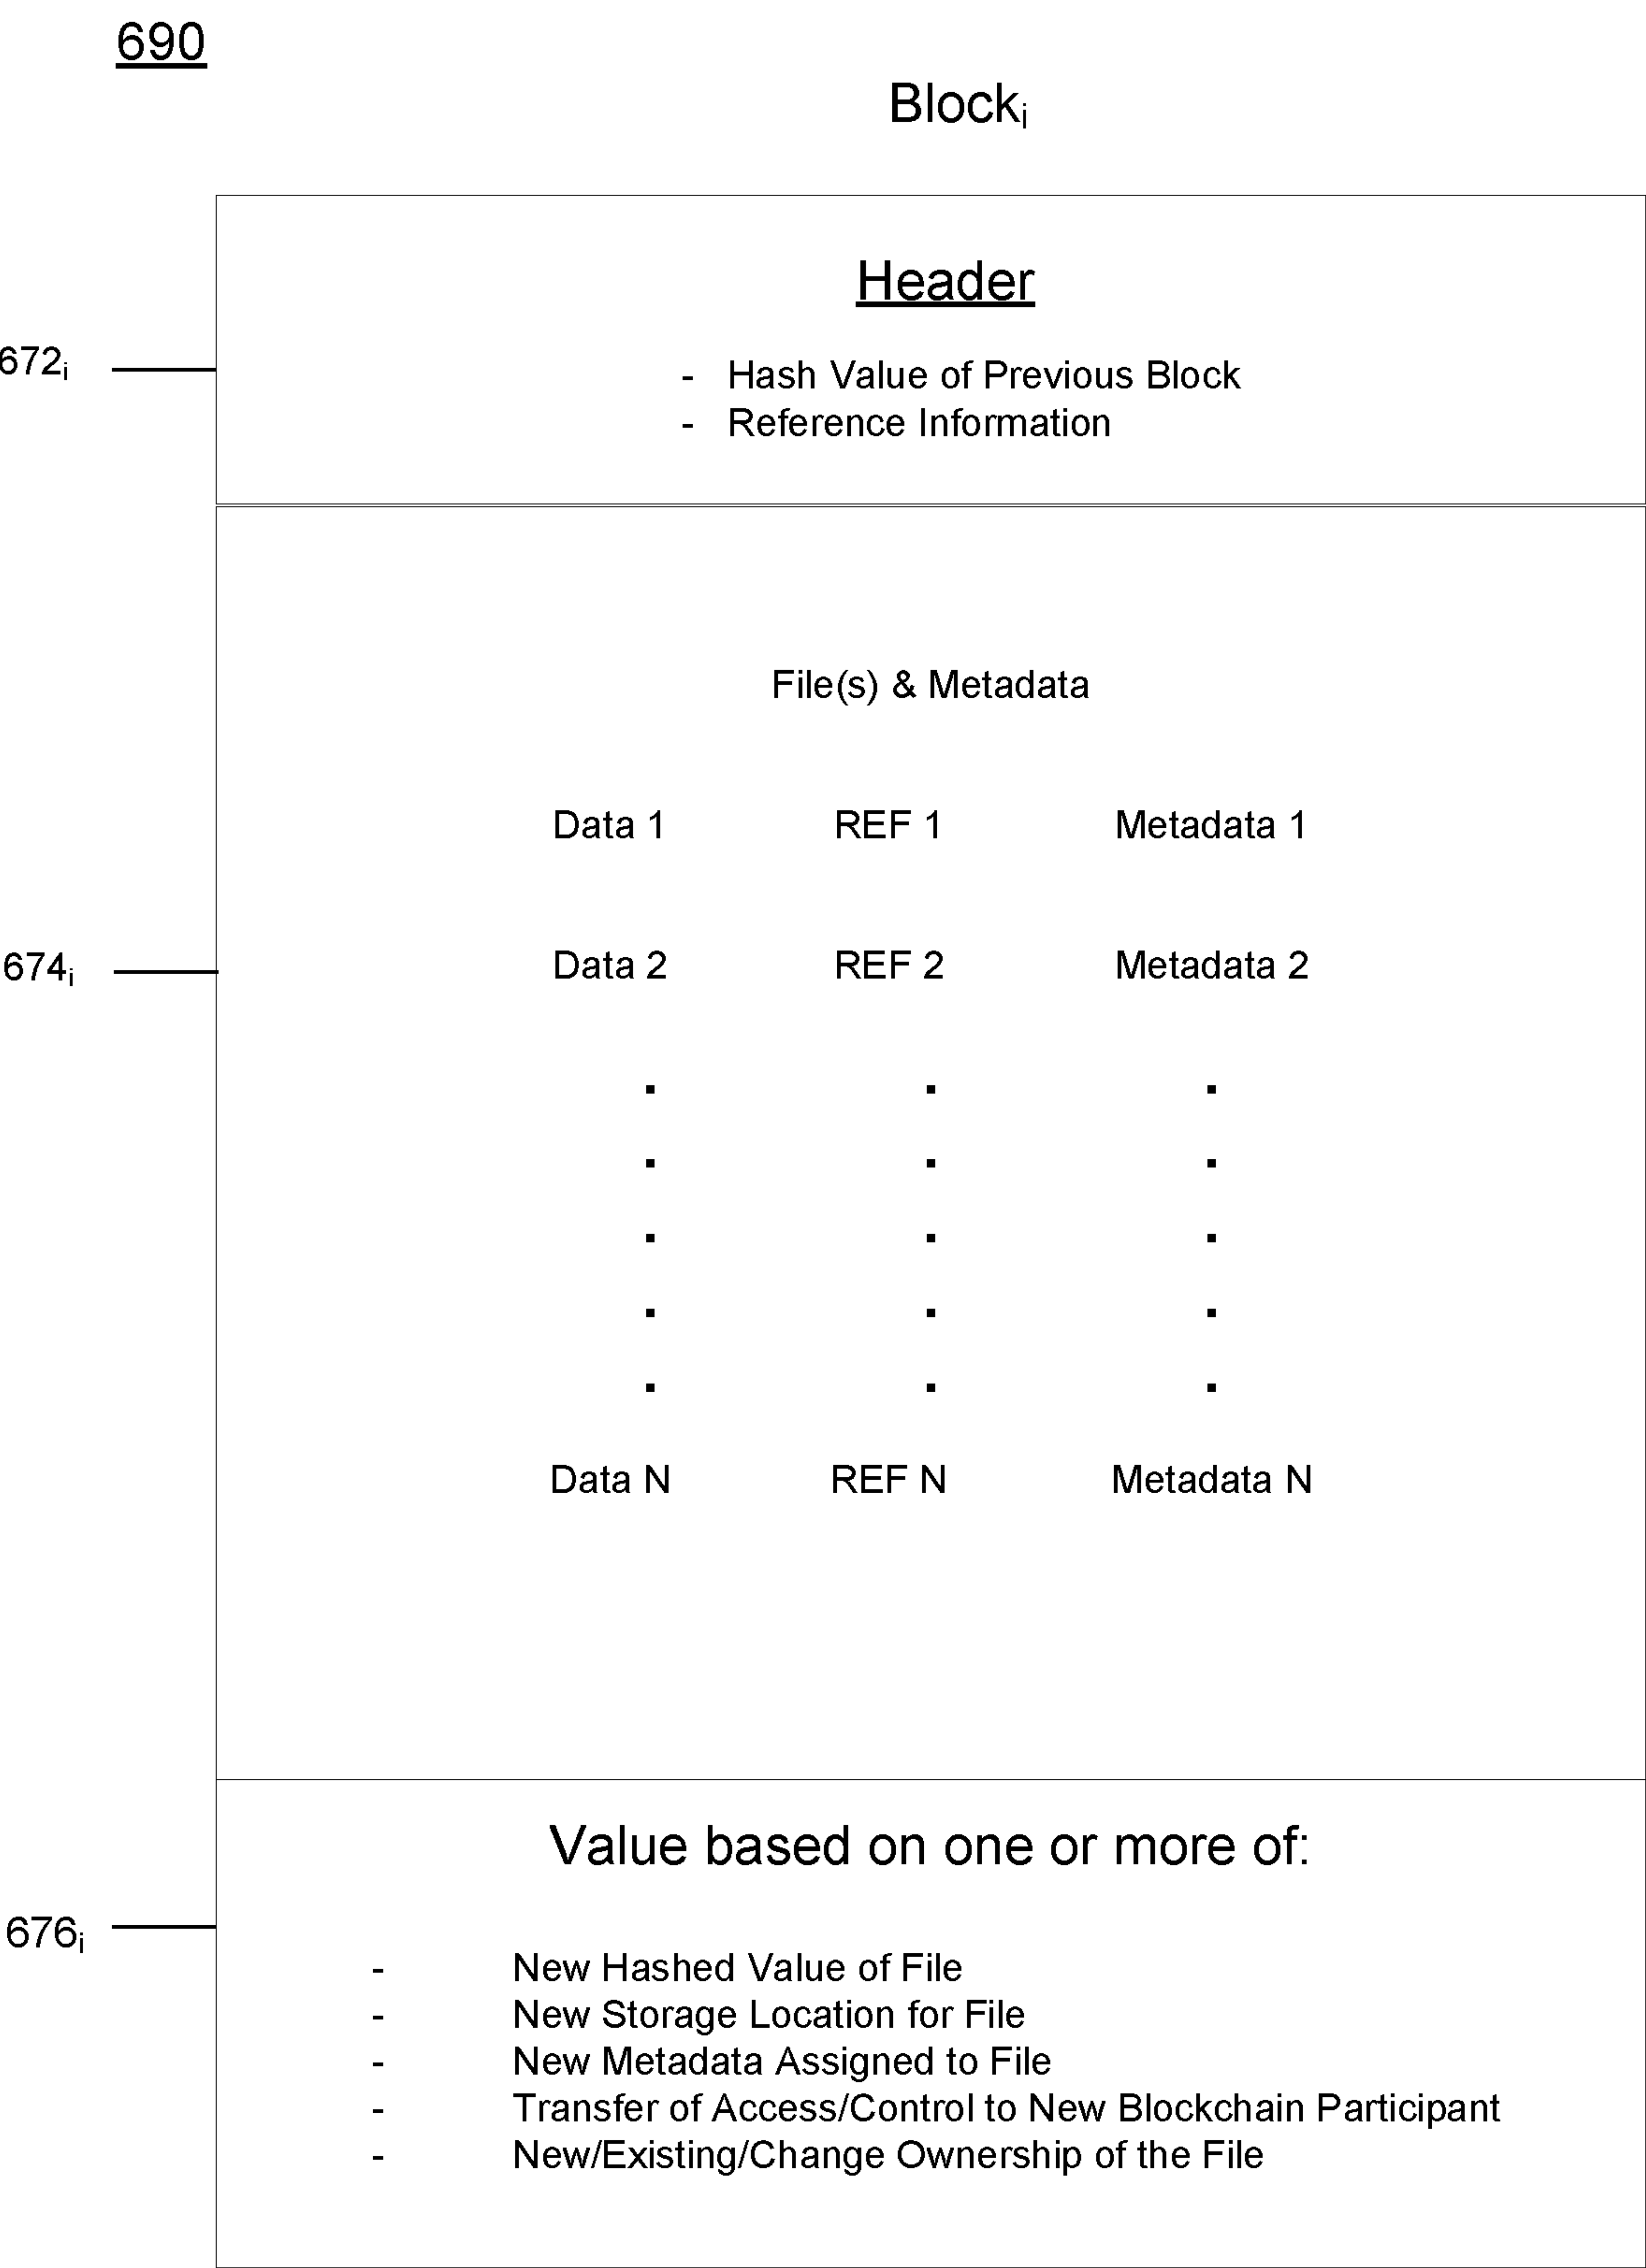 690
Blockᵢ
Header
672ᵢ
- Hash Value of Previous Block
- Reference Information
File(s) & Metadata
Data 1 REF 1 Metadata 1
674ᵢ
Data 2 REF 2 Metadata 2
. . .
. . .
. . .
. . .
. . .
Data N REF N Metadata N
Value based on one or more of:
676ᵢ
- New Hashed Value of File
- New Storage Location for File
- New Metadata Assigned to File
- Transfer of Access/Control to New Blockchain Participant
- New/Existing/Change Ownership of the File